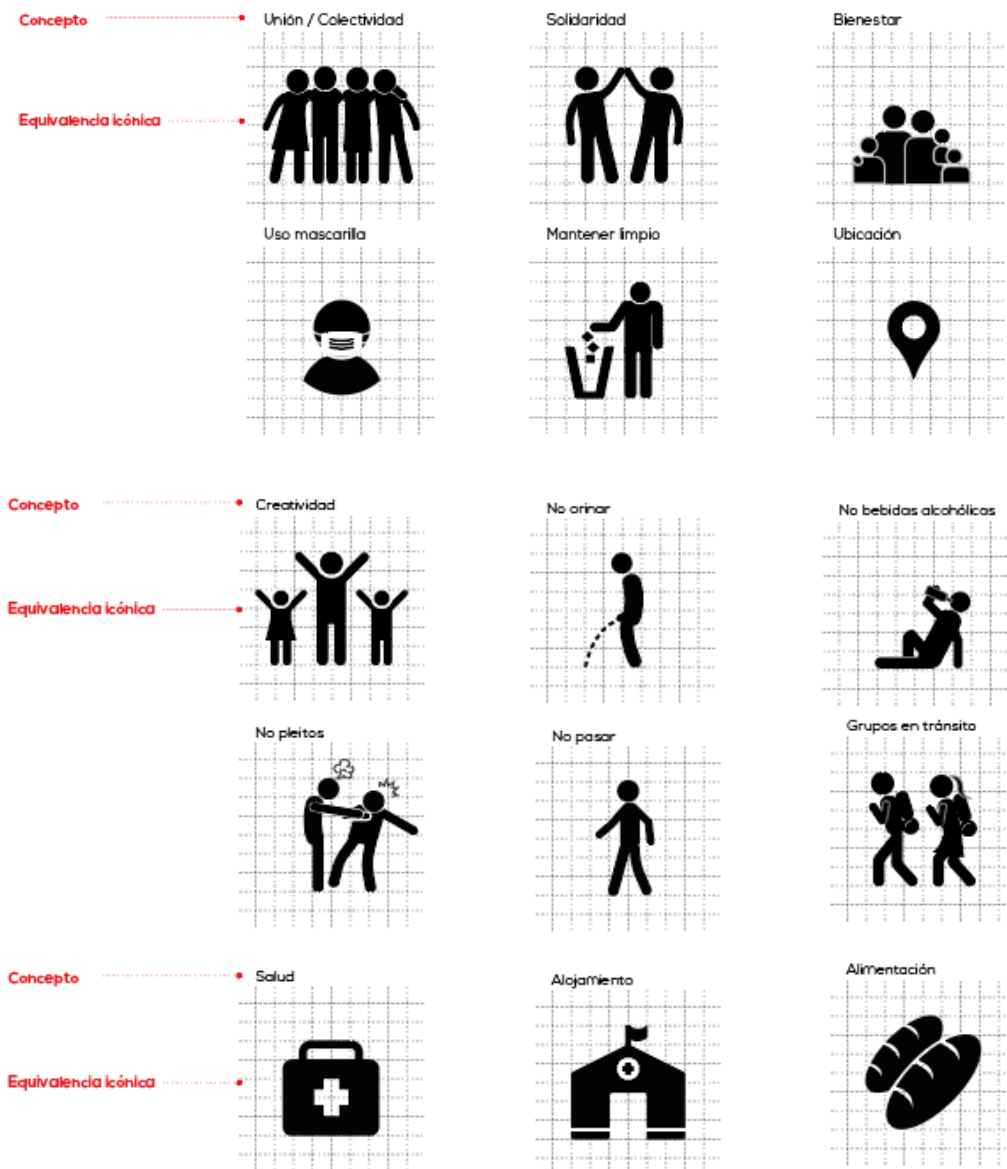 Concepto
Unión / Colectividad
Solidaridad
Bienestar
Equivalencia icónica
Uso mascarilla
Mantener limpio
Ubicación
Concepto
Creatividad
No orinar
No bebidas alcohólicas
Equivalencia icónica
No pleitos
No pasar
Grupos en tránsito
Concepto
Salud
Alojamiento
Alimentación
Equivalencia icónica